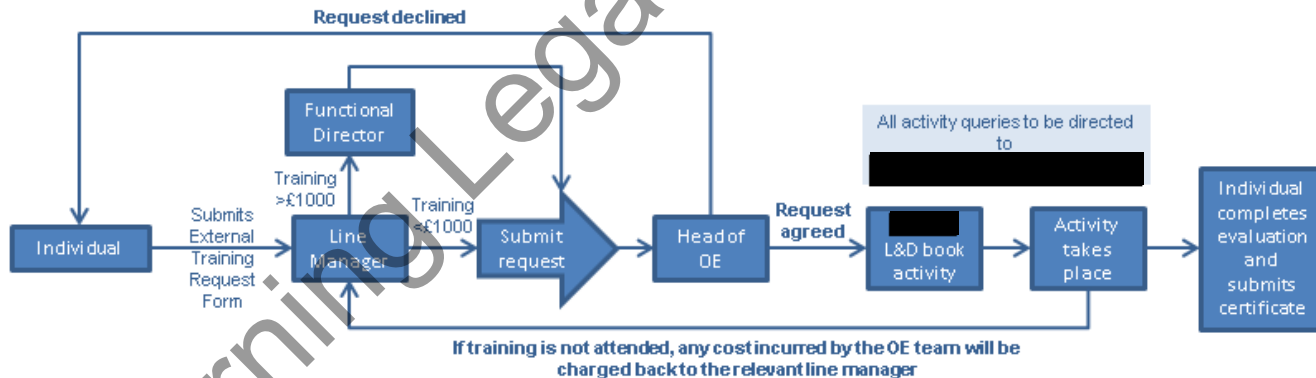 Request declined
Functional
Director
All activity queries to be directed
to
Training
>£1000
Training
<£1000
Submits
External
Training
Request
Form
Individual
Line
Manager
Submit
request
Head of
OE
Request
agreed
L&D book
activity
Activity
takes
place
Individual
completes
evaluation
and
submits
certificate
If training is not attended, any cost incurred by the OE team will be
charged back to the relevant line manager